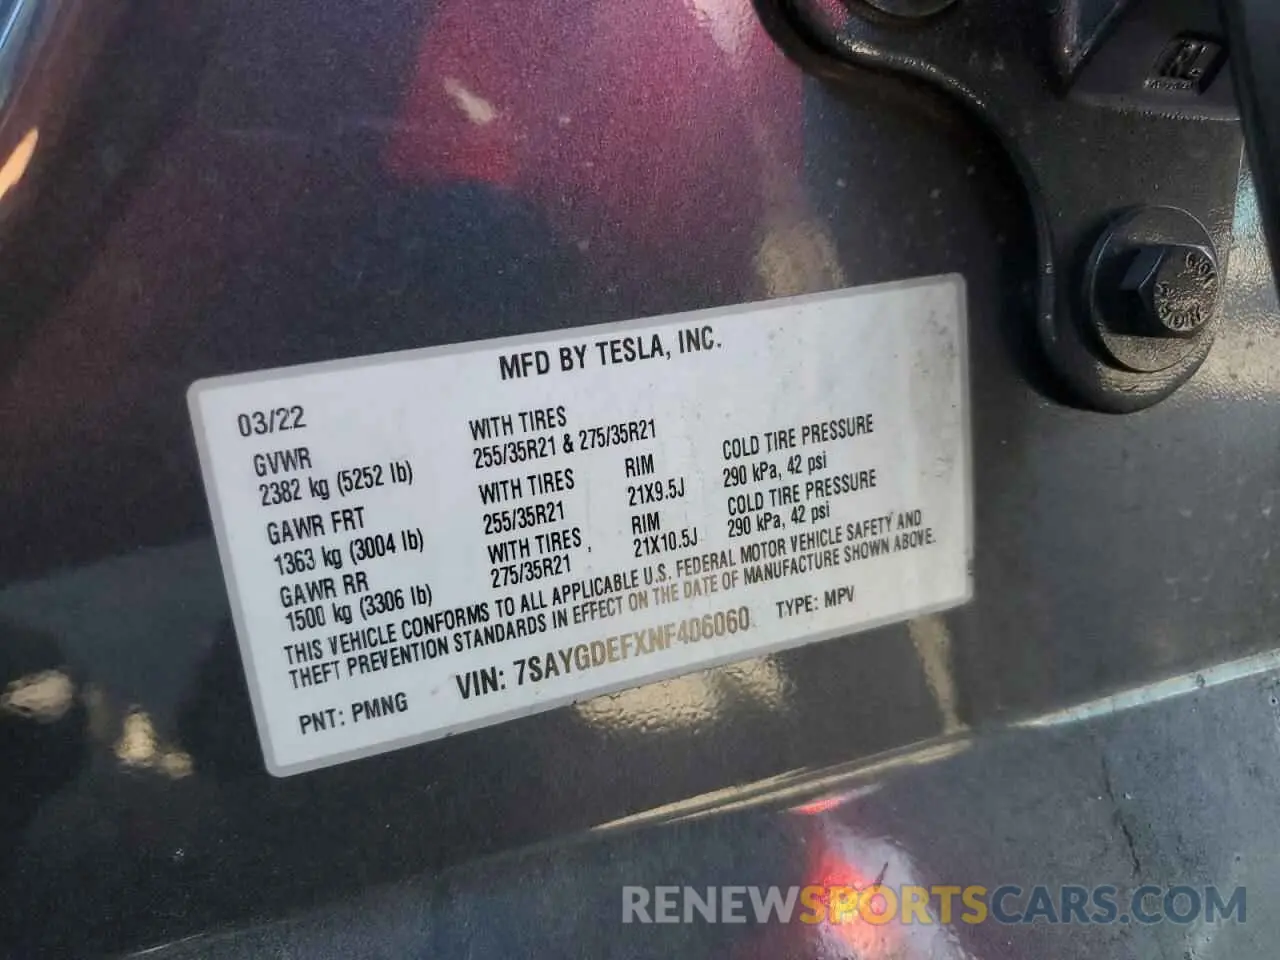 MFD BY TESLA, INC.
03/22
GVWR
2382 kg (5252 lb)
WITH TIRES
255/35R21 & 275/35R21
GAWR FRT
1363 kg (3004 lb)
WITH TIRES
255/35R21
RIM
21X9.5J
COLD TIRE PRESSURE
290 kPa, 42 psi
GAWR RR
1500 kg (3306 lb)
WITH TIRES
275/35R21
RIM
21X10.5J
COLD TIRE PRESSURE
290 kPa, 42 psi
THIS VEHICLE CONFORMS TO ALL APPLICABLE U.S. FEDERAL MOTOR VEHICLE SAFETY AND
THEFT PREVENTION STANDARDS IN EFFECT ON THE DATE OF MANUFACTURE SHOWN ABOVE.
PNT: PMNG
VIN: 7SAYGDEFXNF406060
TYPE: MPV
RENEWSPORTSCARS.COM